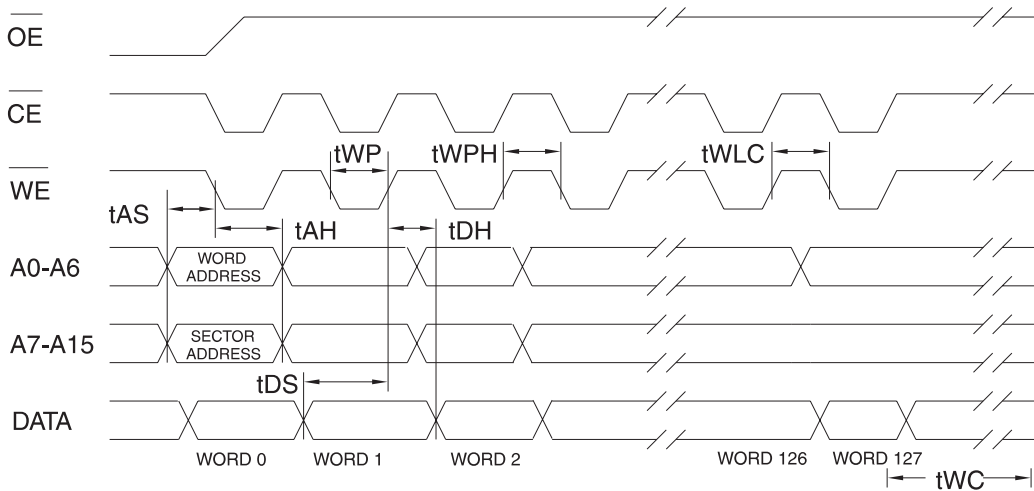 OE
CE
tWP
tWPH
tWLC
WE
tAS
tAH
tDH
A0-A6
WORD
ADDRESS
A7-A15
SECTOR
ADDRESS
tDS
DATA
WORD 0
WORD 1
WORD 2
WORD 126
WORD 127
tWC